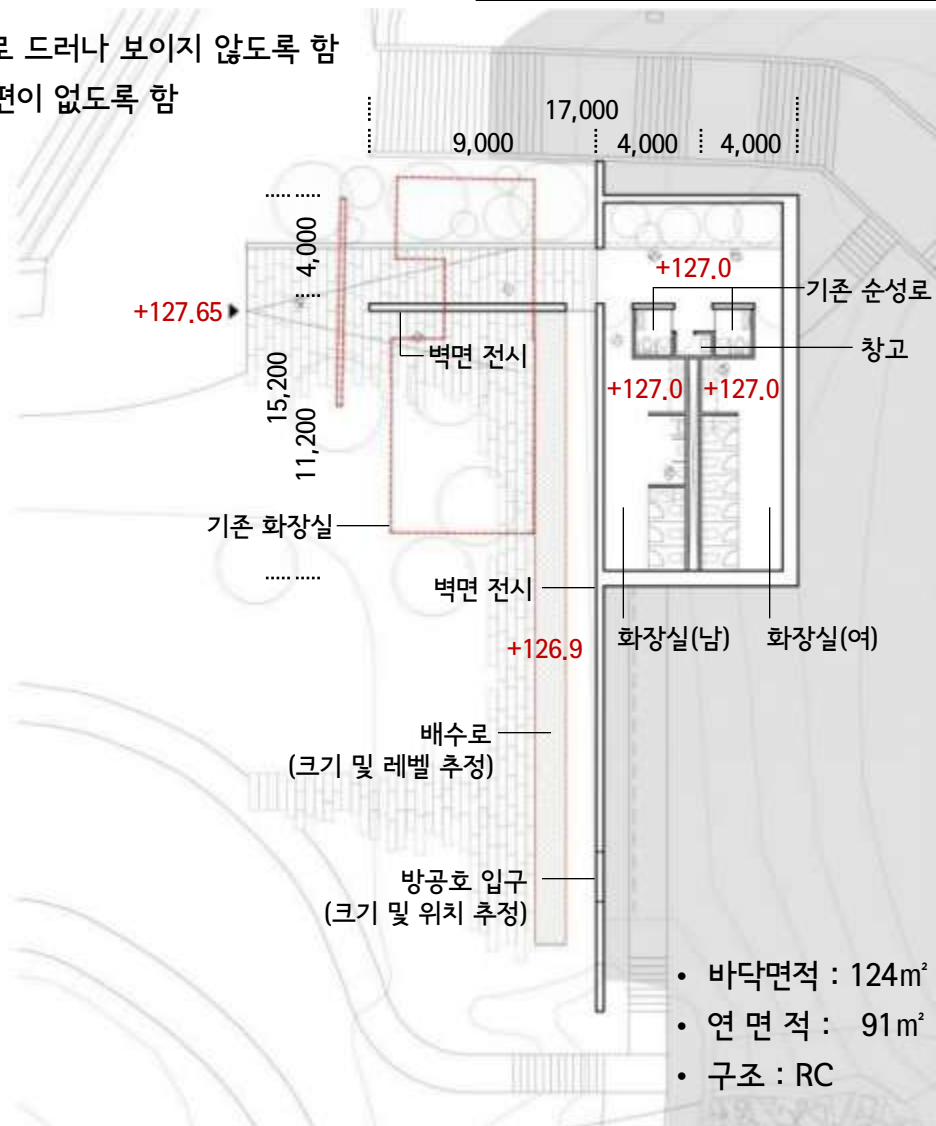 로 드러나 보이지 않도록 함
편이 없도록 함
17,000
9,000
4,000
4,000
4,000
15,200
11,200
+127.65
+127.0
기존 순성로
창고
벽면 전시
+127.0
+127.0
기존 화장실
벽면 전시
+126.9
화장실(남)
화장실(여)
배수로
(크기 및 레벨 추정)
방공호 입구
(크기 및 위치 추정)
• 바닥면적 : 124㎡
• 연 면 적 : 91㎡
• 구조 : RC